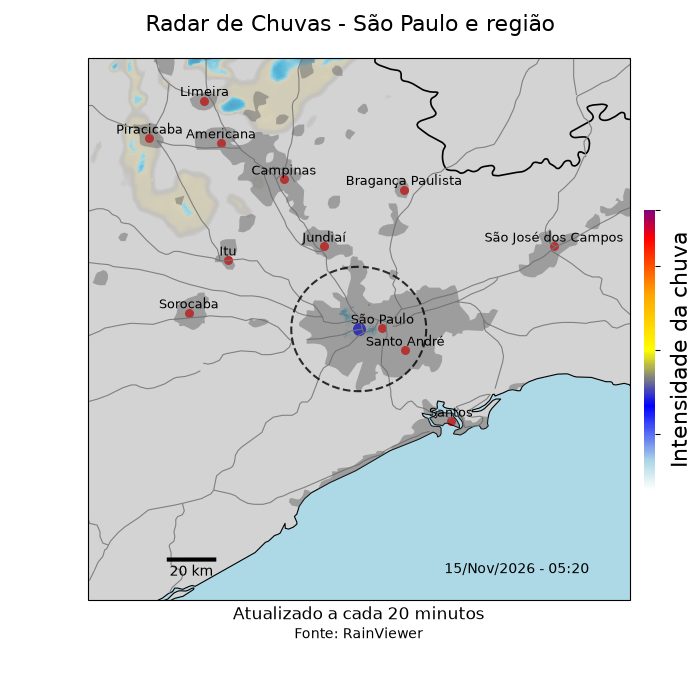 Radar de Chuvas - São Paulo e região
Limeira
Piracicaba
Americana
Campinas
Bragança Paulista
Jundiaí
São José dos Campos
Itu
Sorocaba
São Paulo
Santo André
Santos
Intensidade da chuva
20 km
15/Nov/2026 - 05:20
Atualizado a cada 20 minutos
Fonte: RainViewer